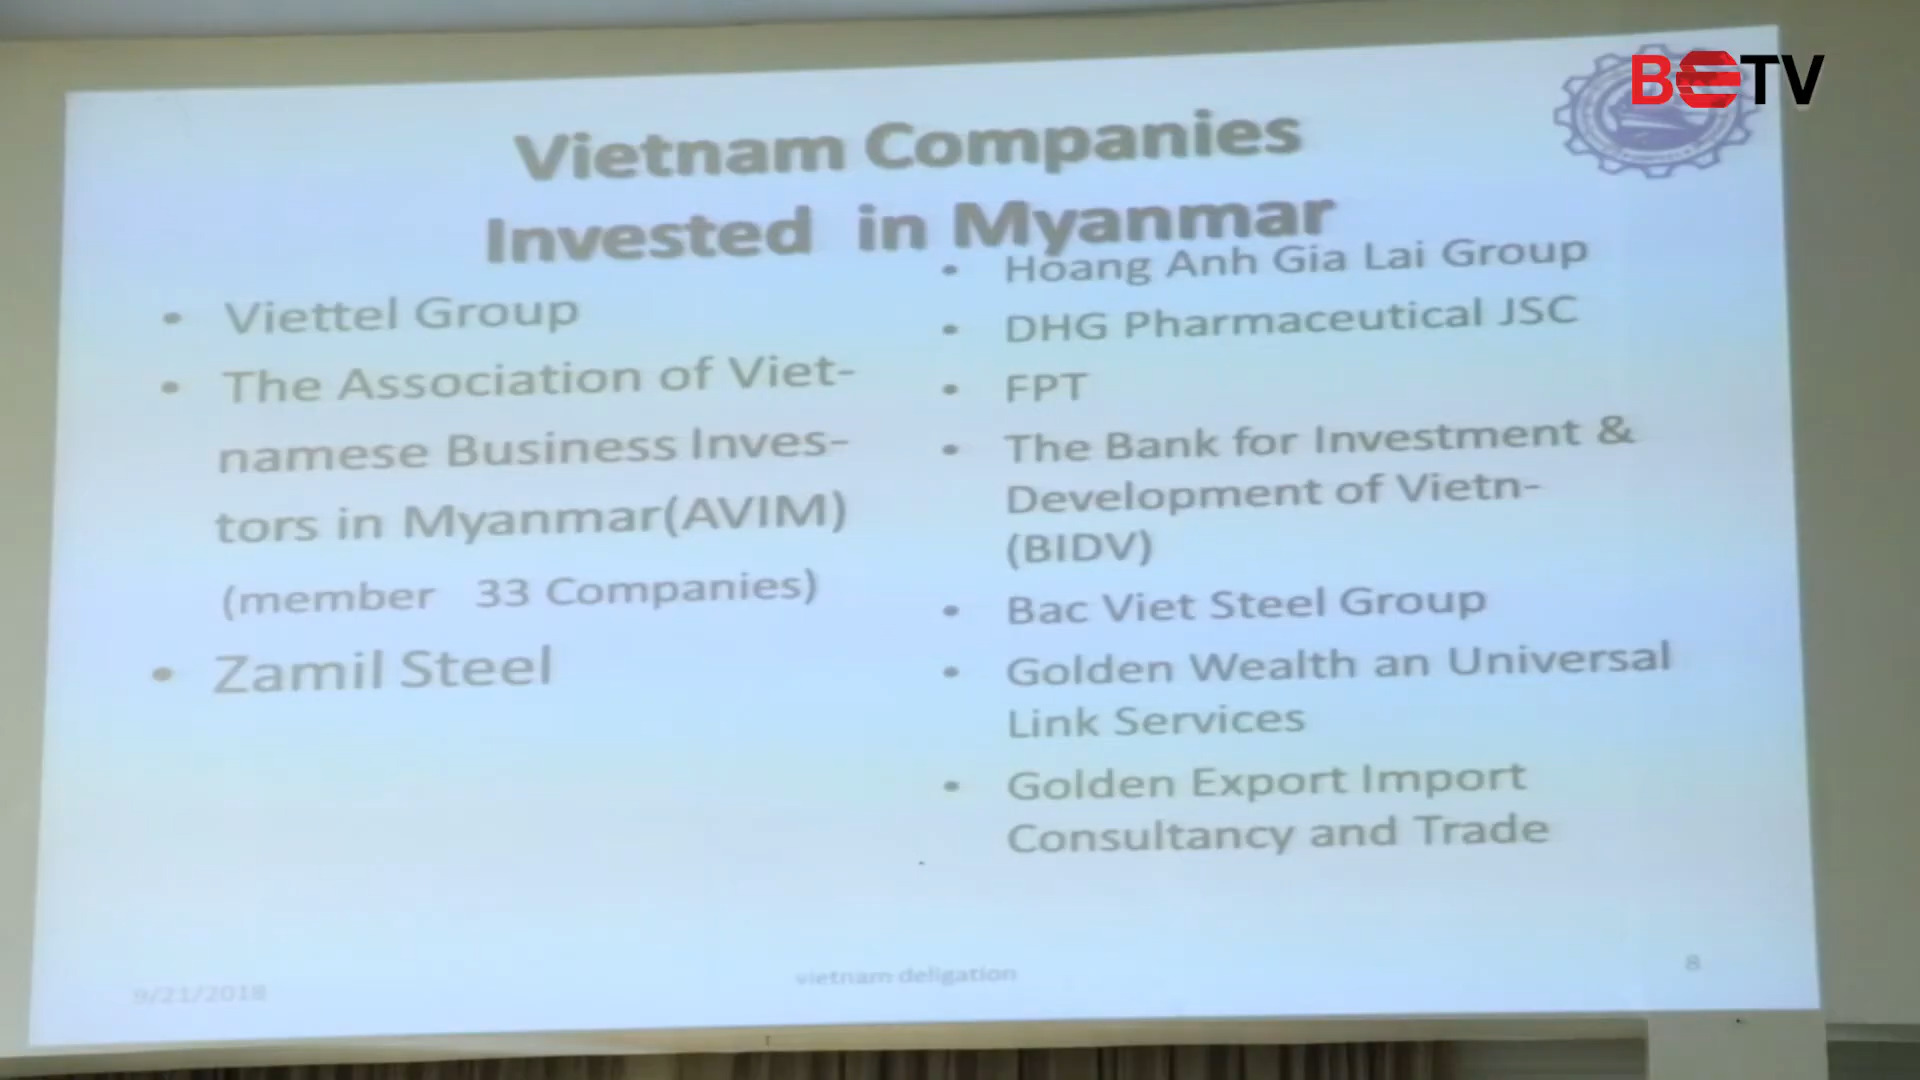 BETV
Vietnam Companies
Invested in Myanmar
• Viettel Group
• The Association of Viet-
namese Business Inves-
tors in Myanmar(AVIM)
(member 33 Companies)
• Zamil Steel
• Hoang Anh Gia Lai Group
• DHG Pharmaceutical JSC
• FPT
• The Bank for Investment &
Development of Vietn-
(BIDV)
• Bac Viet Steel Group
• Golden Wealth an Universal
Link Services
• Golden Export Import
Consultancy and Trade
9/21/2018
vietnam deligation
8